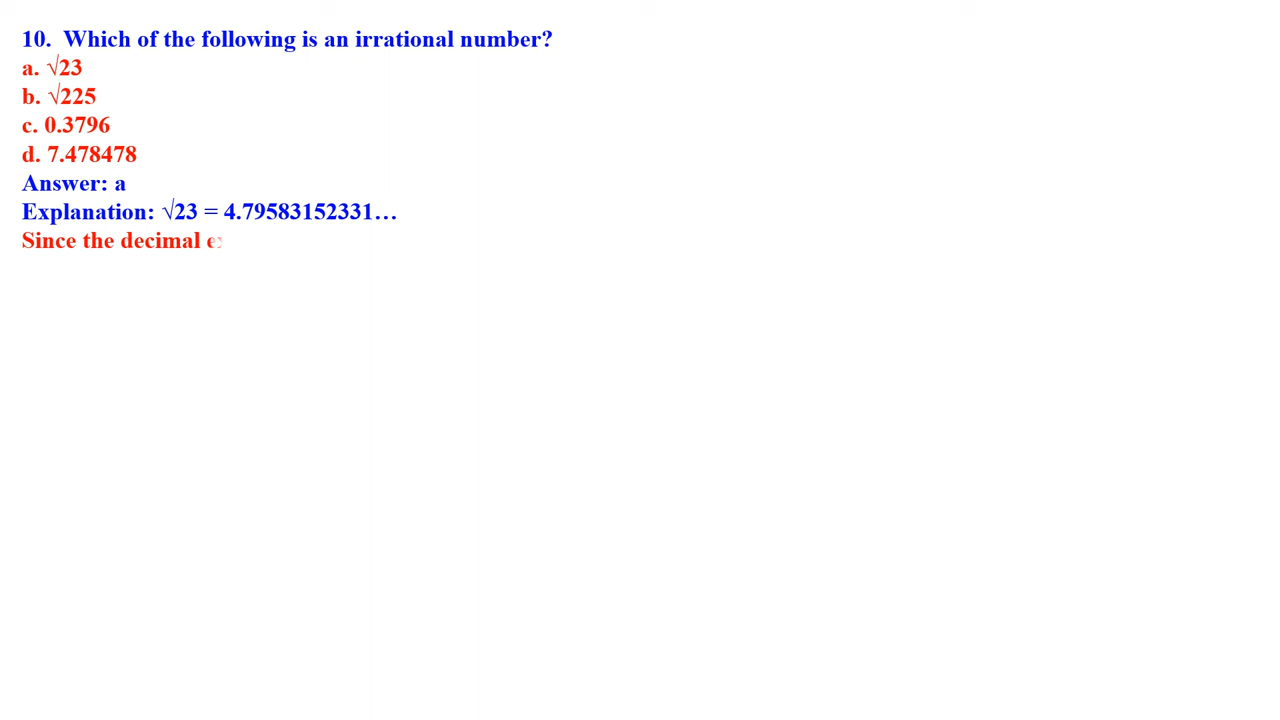 10.  Which of the following is an irrational number?
a. √23
b. √225
c. 0.3796
d. 7.478478
Answer: a
Explanation: √23 = 4.79583152331…
Since the decimal e